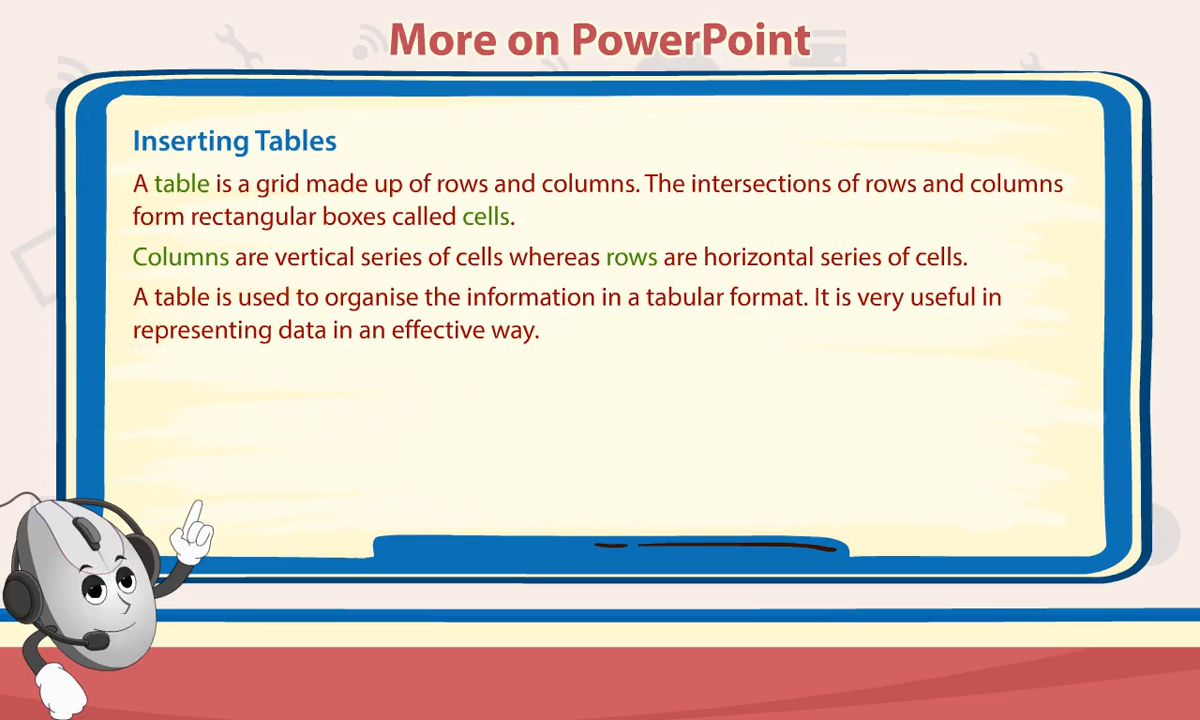 More on PowerPoint
Inserting Tables
A table is a grid made up of rows and columns. The intersections of rows and columns
form rectangular boxes called cells.
Columns are vertical series of cells whereas rows are horizontal series of cells.
A table is used to organise the information in a tabular format. It is very useful in
representing data in an effective way.